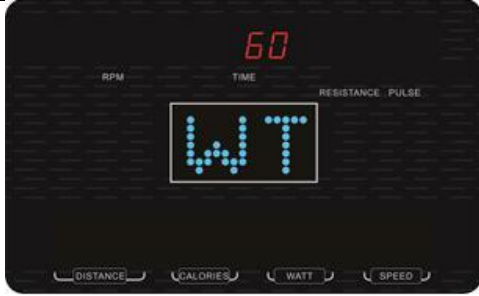 60
RPM TIME
RESISTANCE PULSE
WT
DISTANCE CALORIES WATT SPEED